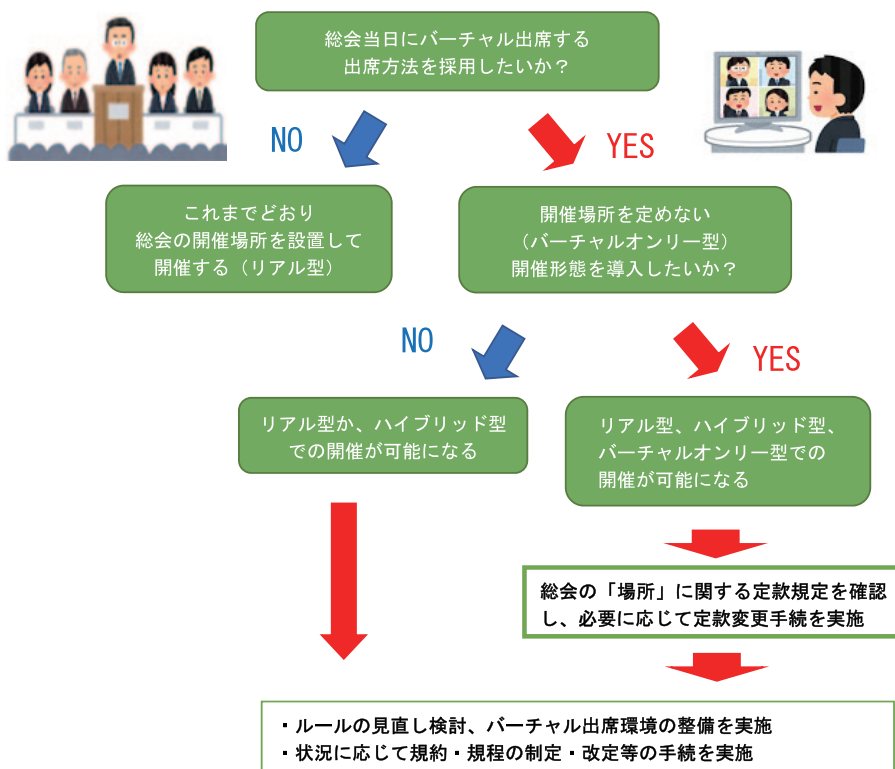 総会当日にバーチャル出席する
出席方法を採用したいか？
NO
YES
これまでどおり
総会の開催場所を設置して
開催する（リアル型）
開催場所を定めない
（バーチャルオンリー型）
開催形態を導入したいか？
NO
YES
リアル型か、ハイブリッド型
での開催が可能になる
リアル型、ハイブリッド型、
バーチャルオンリー型での
開催が可能になる
総会の「場所」に関する定款規定を確認
し、必要に応じて定款変更手続を実施
・ルールの見直し検討、バーチャル出席環境の整備を実施
・状況に応じて規約・規程の制定・改定等の手続を実施